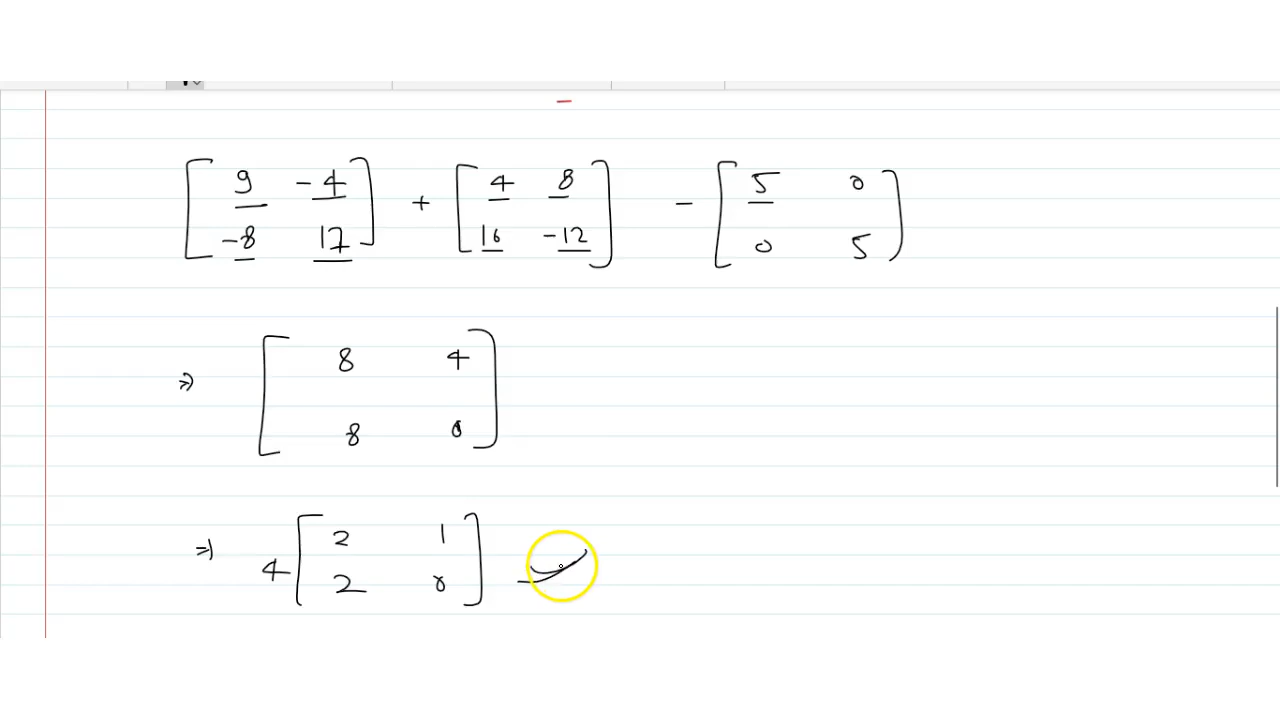 [ 9 -4 ] + [ 4 8 ] - [ 5 0 ]
[ -8 17 ] [ 16 -12 ] [ 0 5 ]
⇒ [ 8 4 ]
[ 8 0 ]
⇒ 4 [ 2 1 ]
[ 2 0 ]